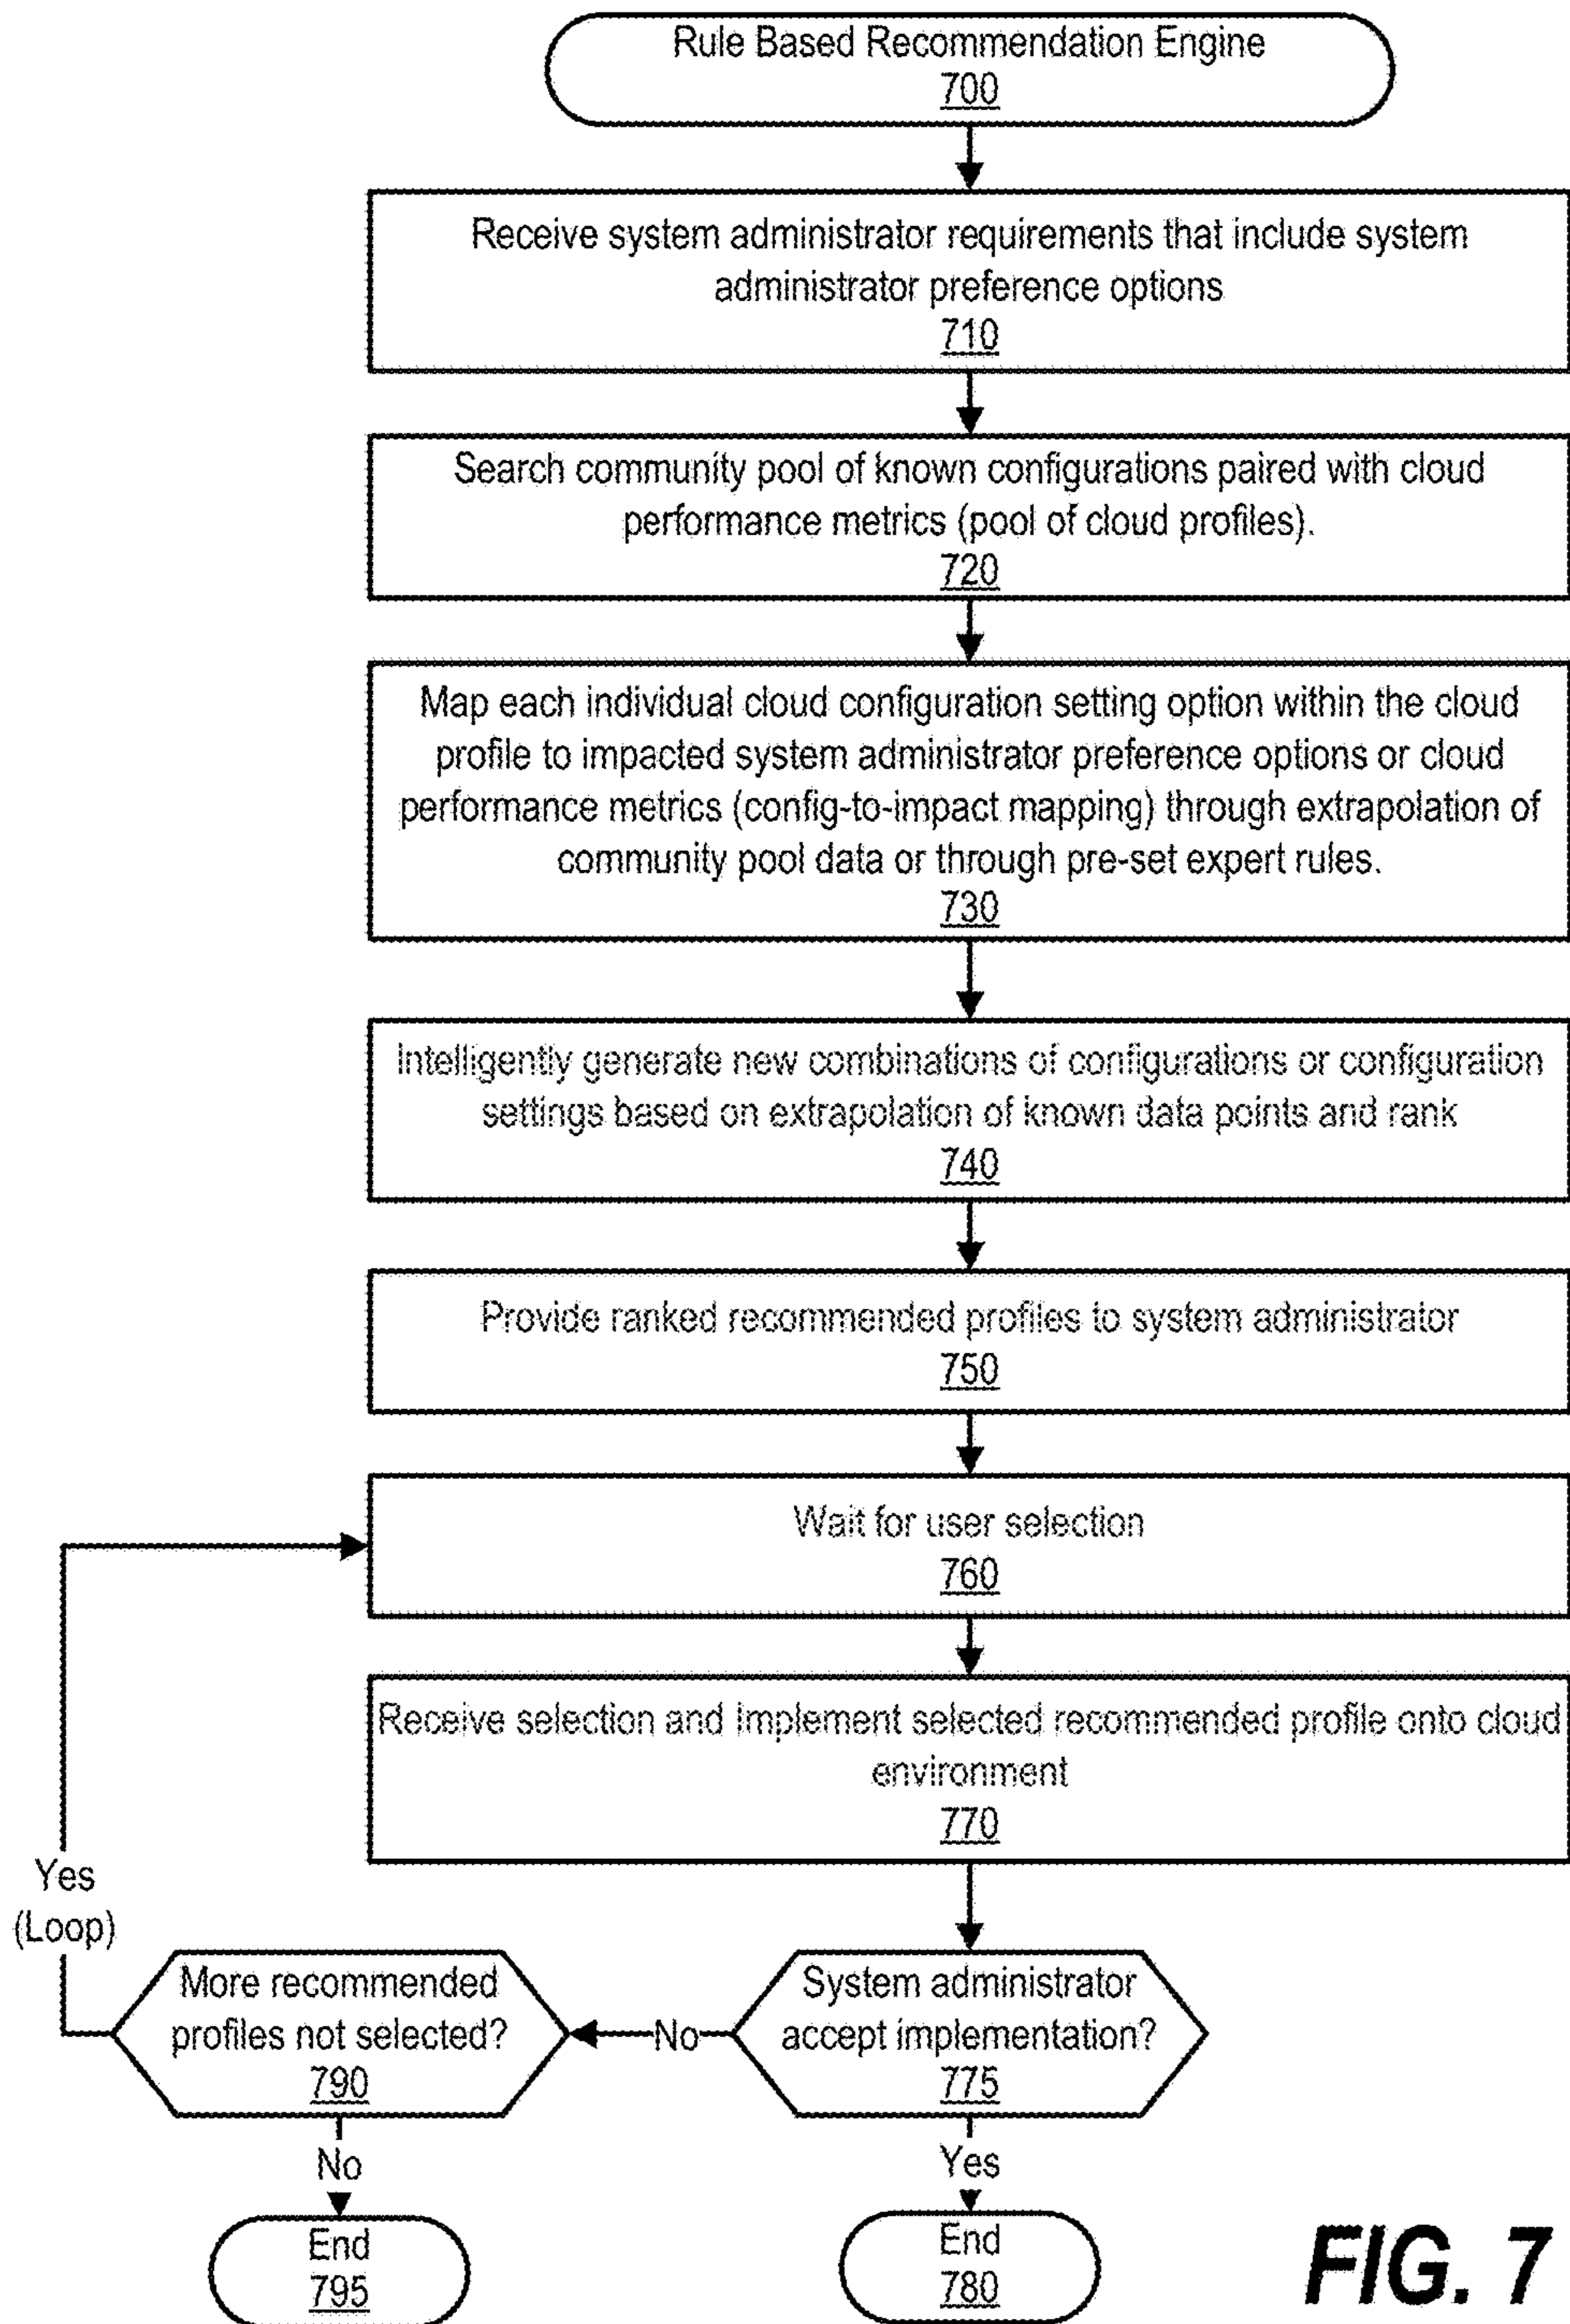 Rule Based Recommendation Engine
700
Receive system administrator requirements that include system
administrator preference options
710
Search community pool of known configurations paired with cloud
performance metrics (pool of cloud profiles).
720
Map each individual cloud configuration setting option within the cloud
profile to impacted system administrator preference options or cloud
performance metrics (config-to-impact mapping) through extrapolation of
community pool data or through pre-set expert rules.
730
Intelligently generate new combinations of configurations or configuration
settings based on extrapolation of known data points and rank
740
Provide ranked recommended profiles to system administrator
750
Wait for user selection
760
Receive selection and implement selected recommended profile onto cloud
environment
770
Yes
(Loop)
More recommended
profiles not selected?
790
No
System administrator
accept implementation?
775
No
Yes
End
795
End
780
FIG. 7